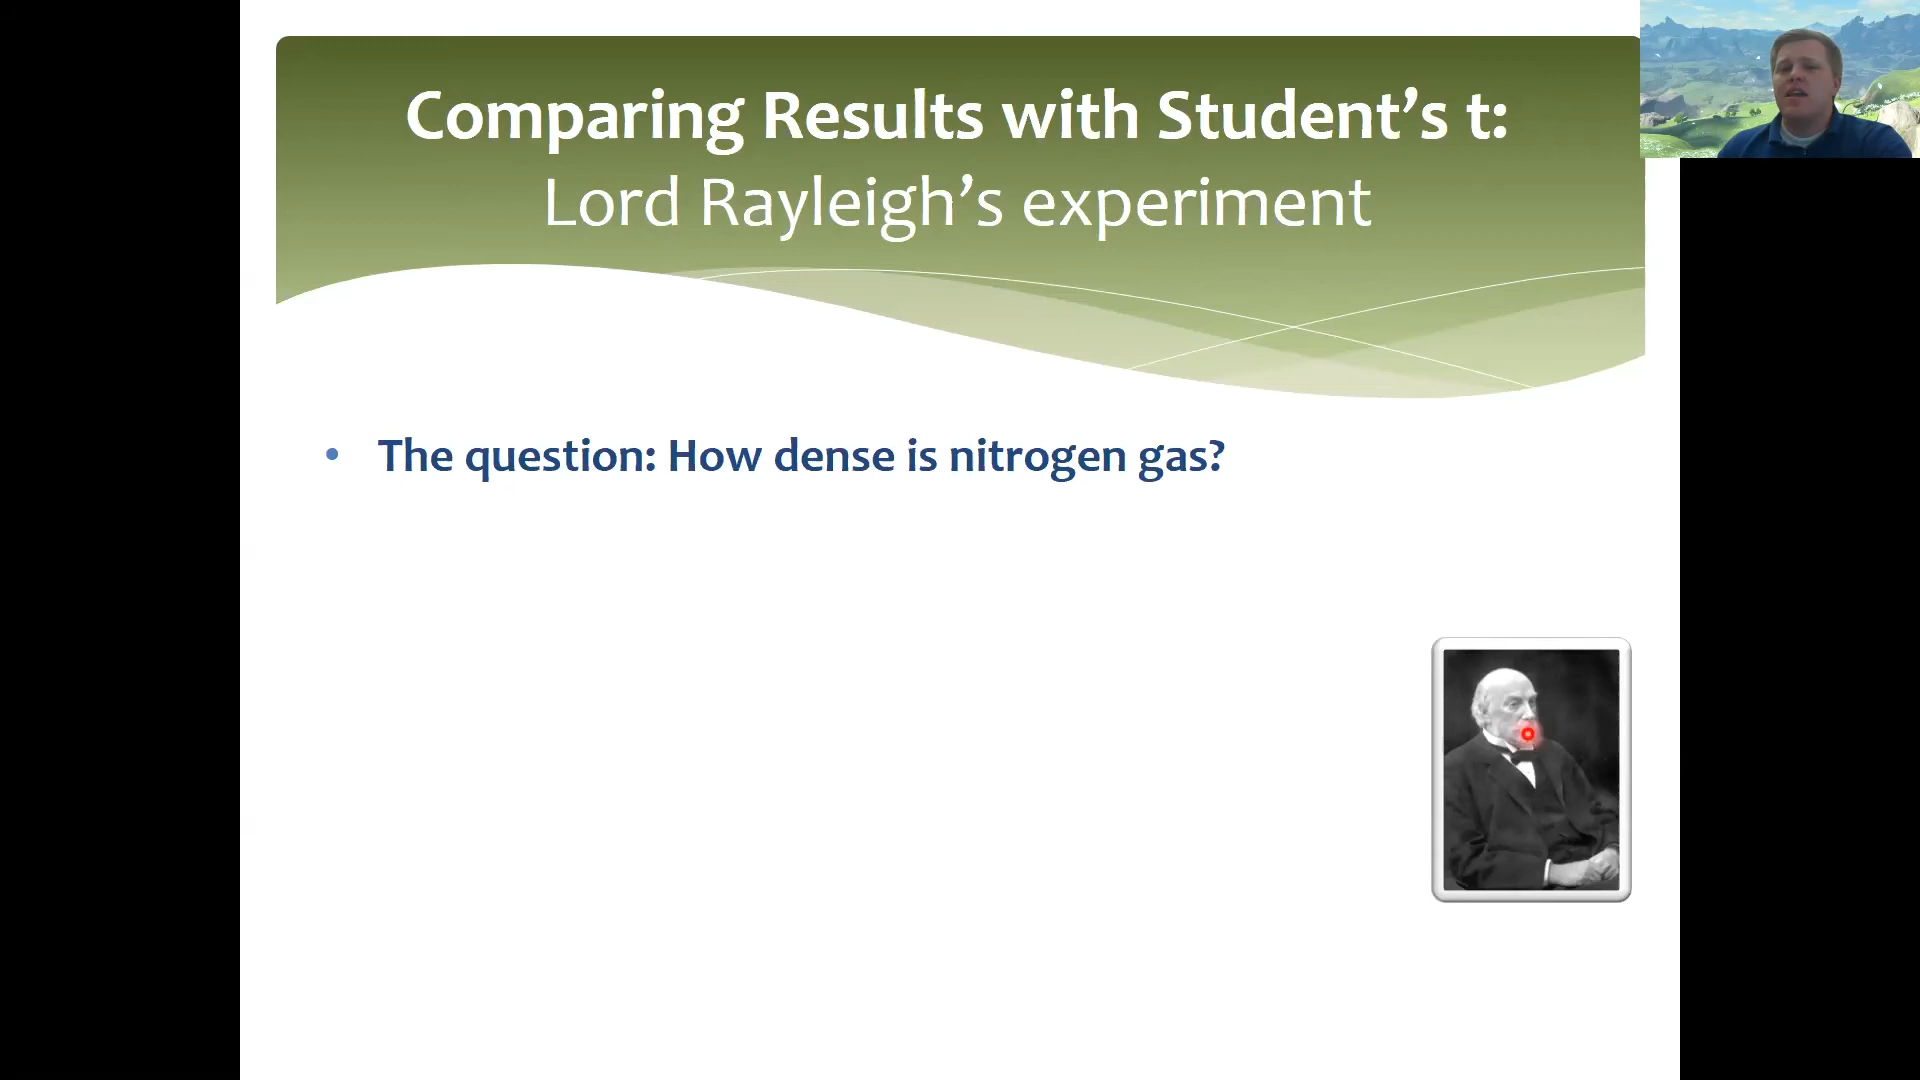 Comparing Results with Student’s t:
Lord Rayleigh’s experiment
• The question: How dense is nitrogen gas?